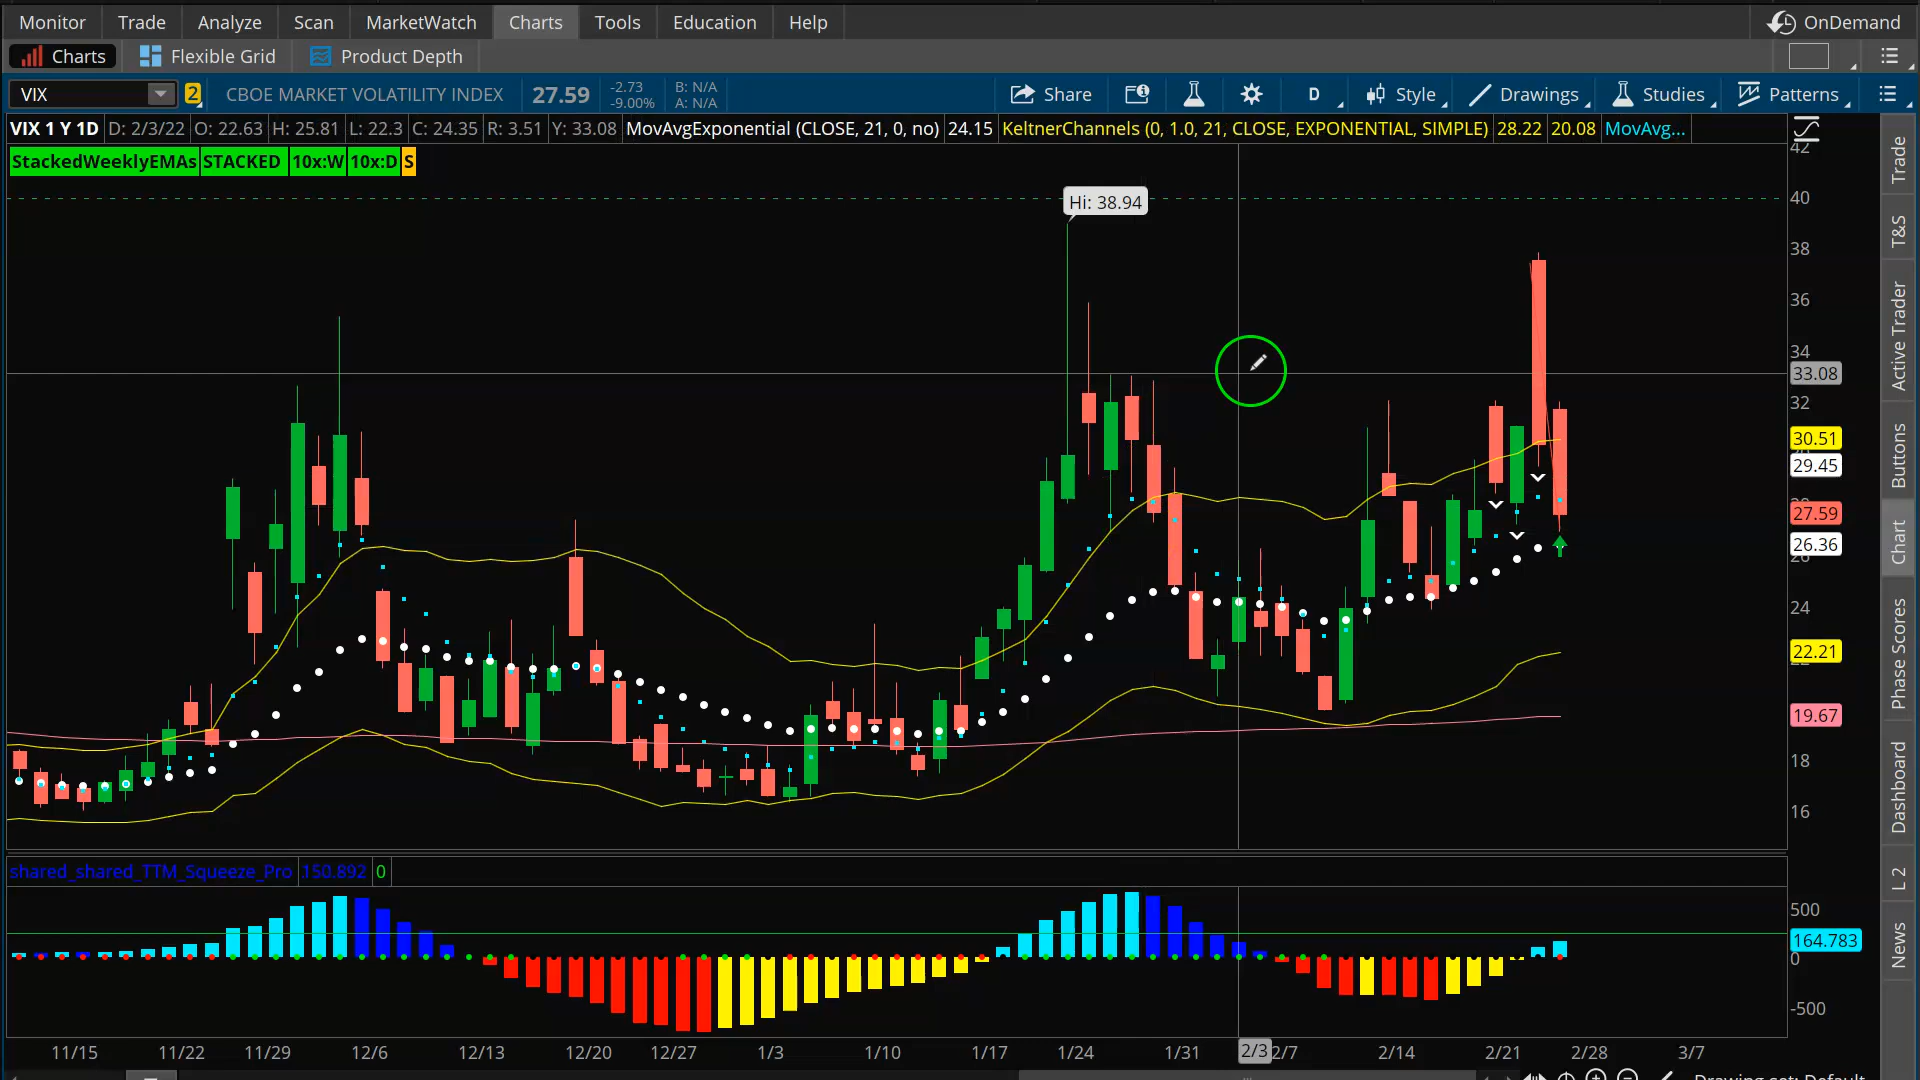 Monitor Trade Analyze Scan MarketWatch Charts Tools Education Help OnDemand
Charts Flexible Grid Product Depth
VIX 2 CBOE MARKET VOLATILITY INDEX 27.59 -2.73 -9.00% B: N/A A: N/A Share D Style Drawings Studies Patterns
VIX 1 Y 1D D: 2/3/22 O: 22.63 H: 25.81 L: 22.3 C: 24.35 R: 3.51 Y: 33.08 MovAvgExponential (CLOSE, 21, 0, no) 24.15 KeltnerChannels (0, 1.0, 21, CLOSE, EXPONENTIAL, SIMPLE) 28.22 20.08 MovAvg...
StackedWeeklyEMAs STACKED 10x:W 10x:D S
Hi: 38.94
42
40
38
36
34
33.08
32
30.51
29.45
27.59
26.36
24
22.21
19.67
18
16
shared_shared_TTM_Squeeze_Pro 150.892 0
500
164.783
0
-500
11/15 11/22 11/29 12/6 12/13 12/20 12/27 1/3 1/10 1/17 1/24 1/31 2/3 2/7 2/14 2/21 2/28 3/7
Drawing set: Default
Trade
T&S
Active Trader
Buttons
Chart
Phase Scores
Dashboard
L 2
News